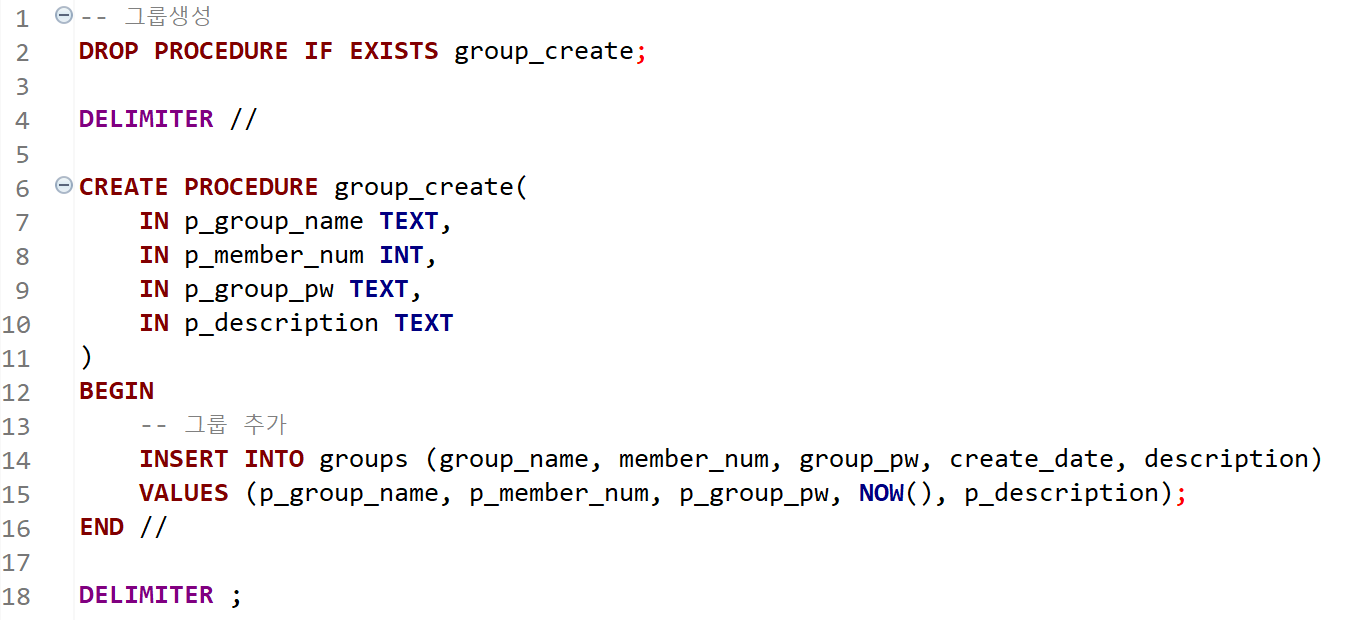 1 -- 그룹생성
2 DROP PROCEDURE IF EXISTS group_create;
3
4 DELIMITER //
5
6 CREATE PROCEDURE group_create(
7     IN p_group_name TEXT,
8     IN p_member_num INT,
9     IN p_group_pw TEXT,
10     IN p_description TEXT
11 )
12 BEGIN
13     -- 그룹 추가
14     INSERT INTO groups (group_name, member_num, group_pw, create_date, description)
15     VALUES (p_group_name, p_member_num, p_group_pw, NOW(), p_description);
16 END //
17
18 DELIMITER ;